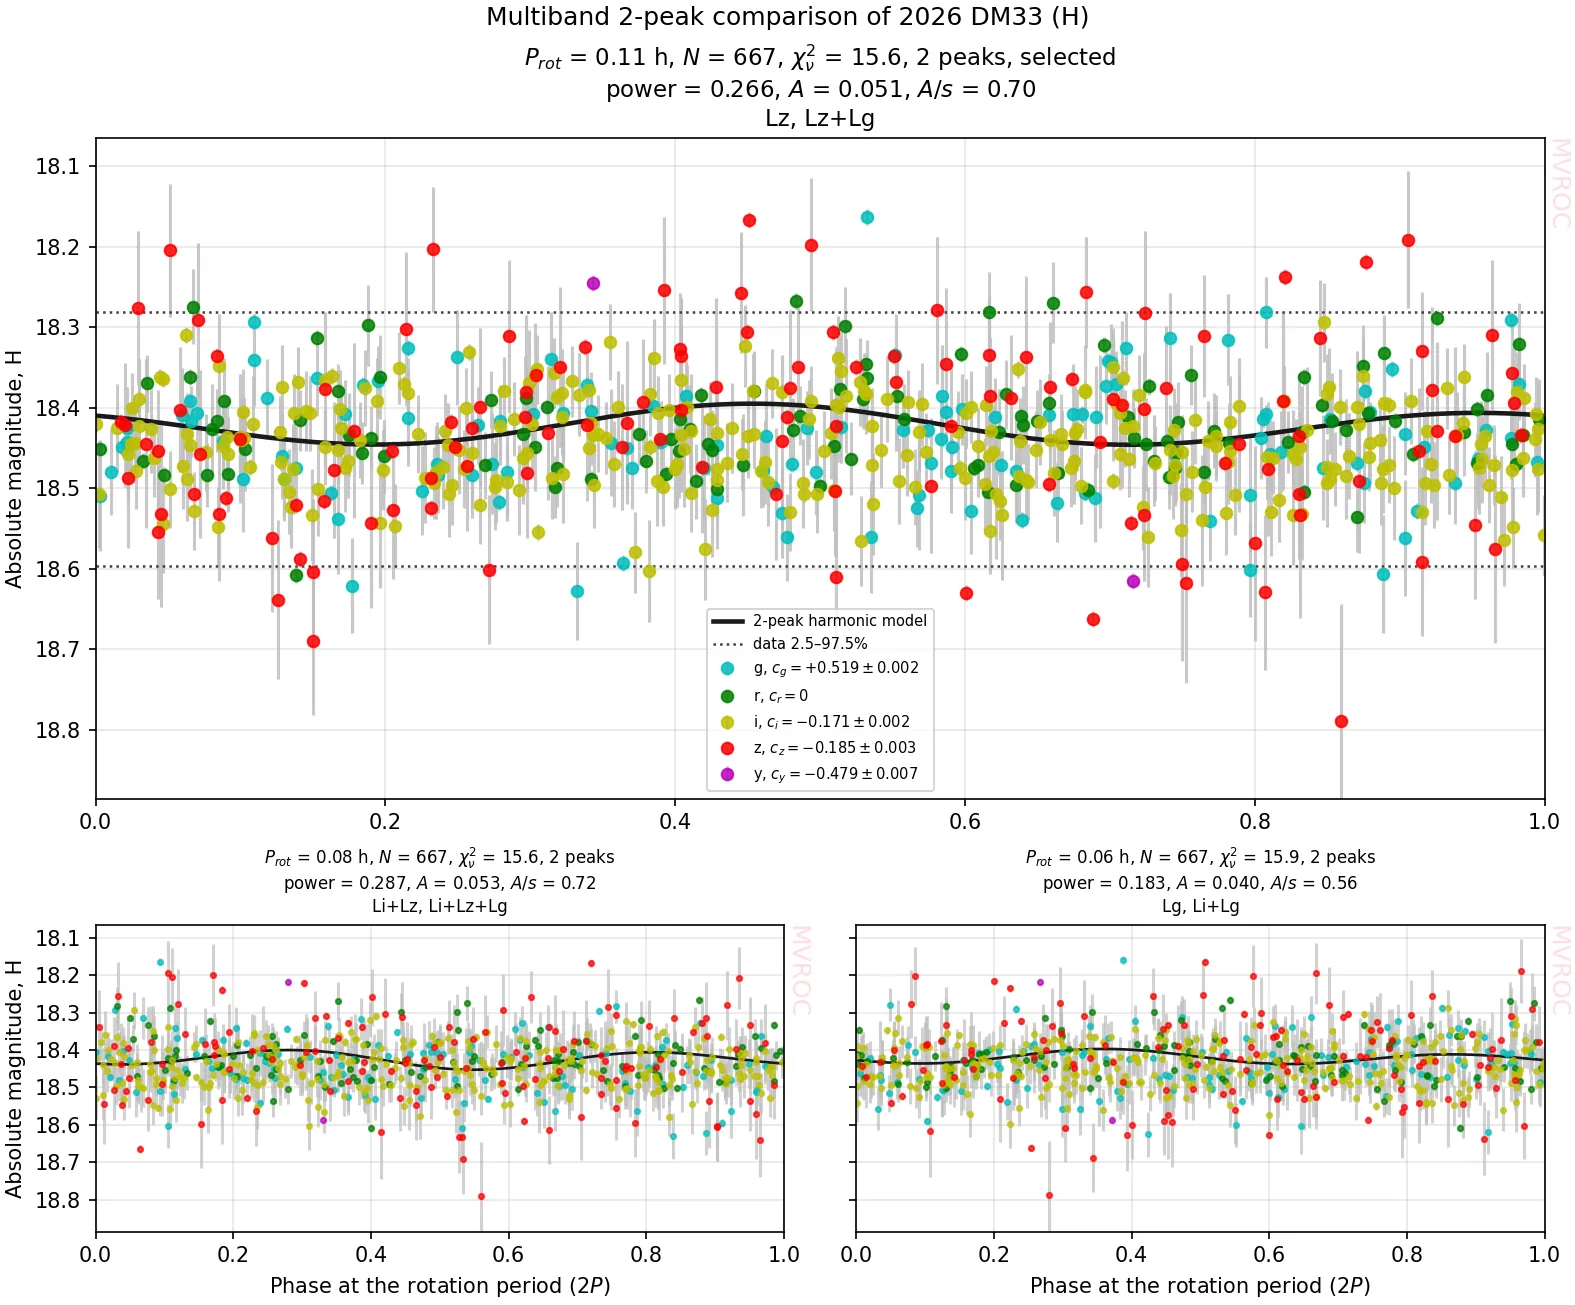 Multiband 2-peak comparison of 2026 DM33 (H)
P_rot = 0.11 h, N = 667, χ²_ν = 15.6, 2 peaks, selected
power = 0.266, A = 0.051, A/s = 0.70
Lz, Lz+Lg
MVROC
Absolute magnitude, H
18.1
18.2
18.3
18.4
18.5
18.6
18.7
18.8
2-peak harmonic model
data 2.5–97.5%
g, c_g = +0.519 ± 0.002
r, c_r = 0
i, c_i = −0.171 ± 0.002
z, c_z = −0.185 ± 0.003
y, c_y = −0.479 ± 0.007
0.0 0.2 0.4 0.6 0.8 1.0
P_rot = 0.08 h, N = 667, χ²_ν = 15.6, 2 peaks
power = 0.287, A = 0.053, A/s = 0.72
Li+Lz, Li+Lz+Lg
MVROC
Absolute magnitude, H
18.1
18.2
18.3
18.4
18.5
18.6
18.7
18.8
0.0 0.2 0.4 0.6 0.8 1.0
Phase at the rotation period (2P)
P_rot = 0.06 h, N = 667, χ²_ν = 15.9, 2 peaks
power = 0.183, A = 0.040, A/s = 0.56
Lg, Li+Lg
MVROC
0.0 0.2 0.4 0.6 0.8 1.0
Phase at the rotation period (2P)